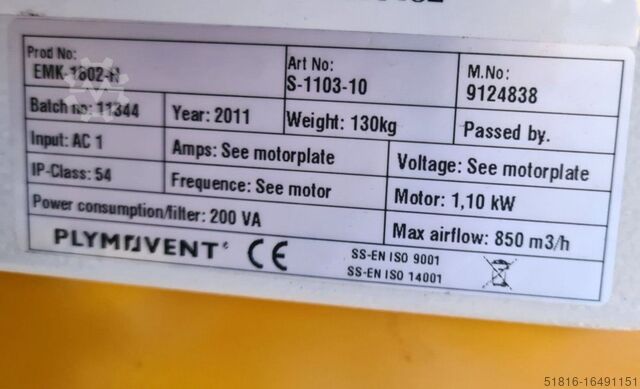 Prod No:
EMK-1602-H
Art No:
S-1103-10
M.No:
9124838
Batch no: 11344
Year: 2011
Weight: 130kg
Passed by.
Input: AC 1
Amps: See motorplate
Voltage: See motorplate
IP-Class: 54
Frequence: See motor
Motor: 1,10 kW
Power consumption/filter: 200 VA
Max airflow: 850 m3/h
PLYMOVENT
CE
SS-EN ISO 9001
SS-EN ISO 14001
51816-16491151